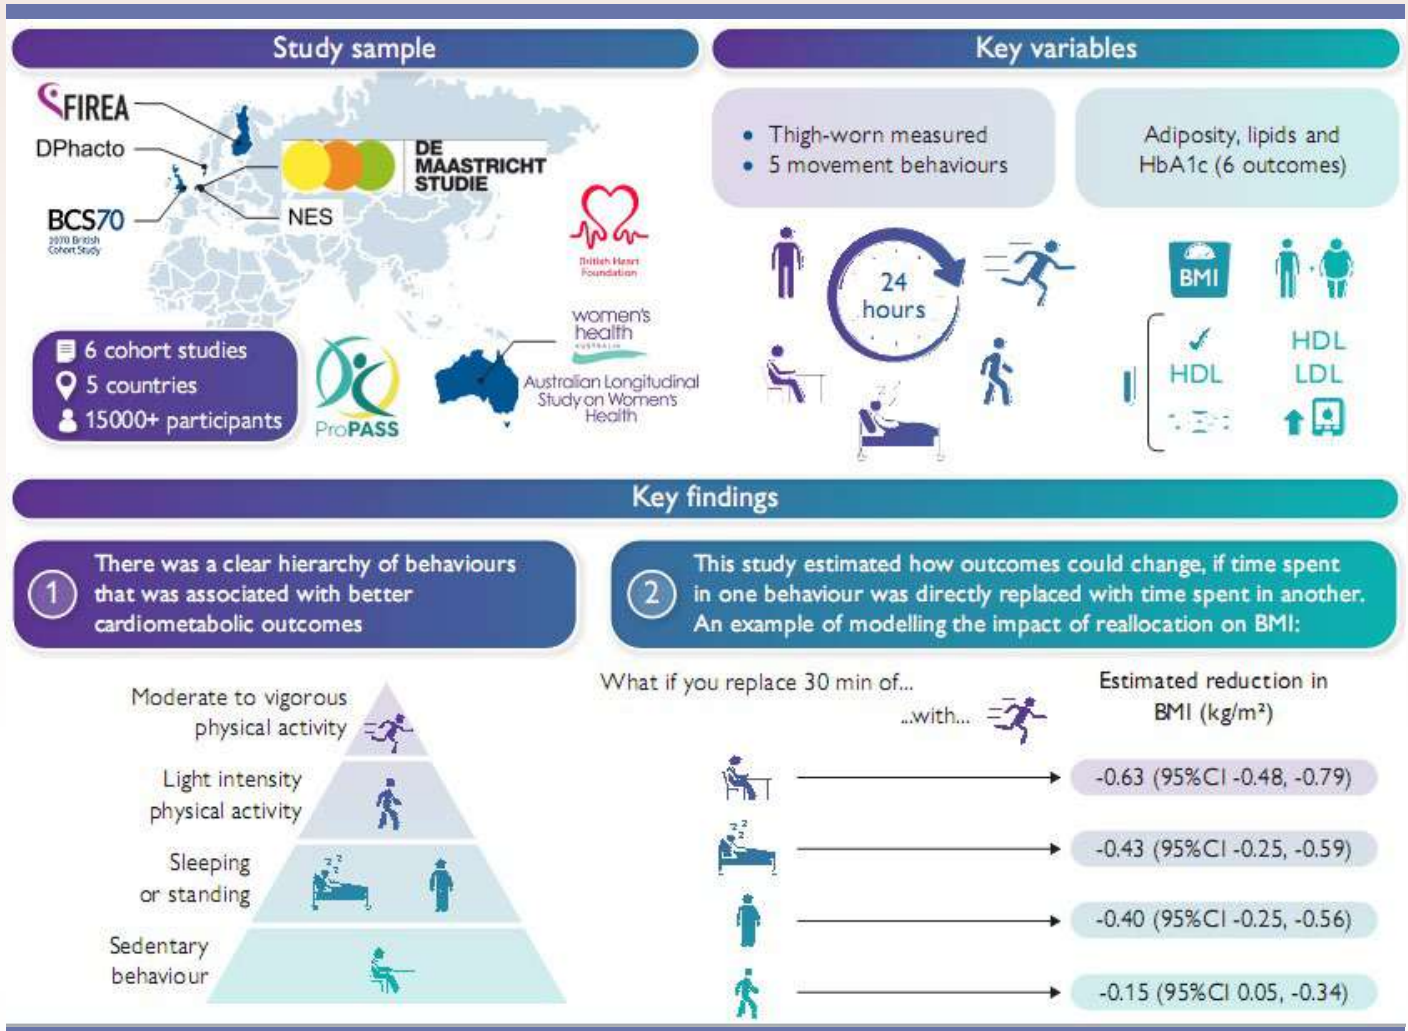 Study sample
FIREA
DPhacto
BCS70
1970 British
Cohort Study
DE
MAASTRICHT
STUDIE
NES
British Heart
Foundation
6 cohort studies
5 countries
15000+ participants
ProPASS
women's
health
AUSTRALIA
Australian Longitudinal
Study on Women's
Health
Key variables
• Thigh-worn measured
• 5 movement behaviours
Adiposity, lipids and
HbA1c (6 outcomes)
24
hours
BMI
HDL
HDL
LDL
Key findings
1
There was a clear hierarchy of behaviours
that was associated with better
cardiometabolic outcomes
Moderate to vigorous
physical activity
Light intensity
physical activity
Sleeping
or standing
z z z
Sedentary
behaviour
2
This study estimated how outcomes could change, if time spent
in one behaviour was directly replaced with time spent in another.
An example of modelling the impact of reallocation on BMI:
What if you replace 30 min of...
...with...
Estimated reduction in
BMI (kg/m²)
-0.63 (95%CI -0.48, -0.79)
-0.43 (95%CI -0.25, -0.59)
-0.40 (95%CI -0.25, -0.56)
-0.15 (95%CI 0.05, -0.34)